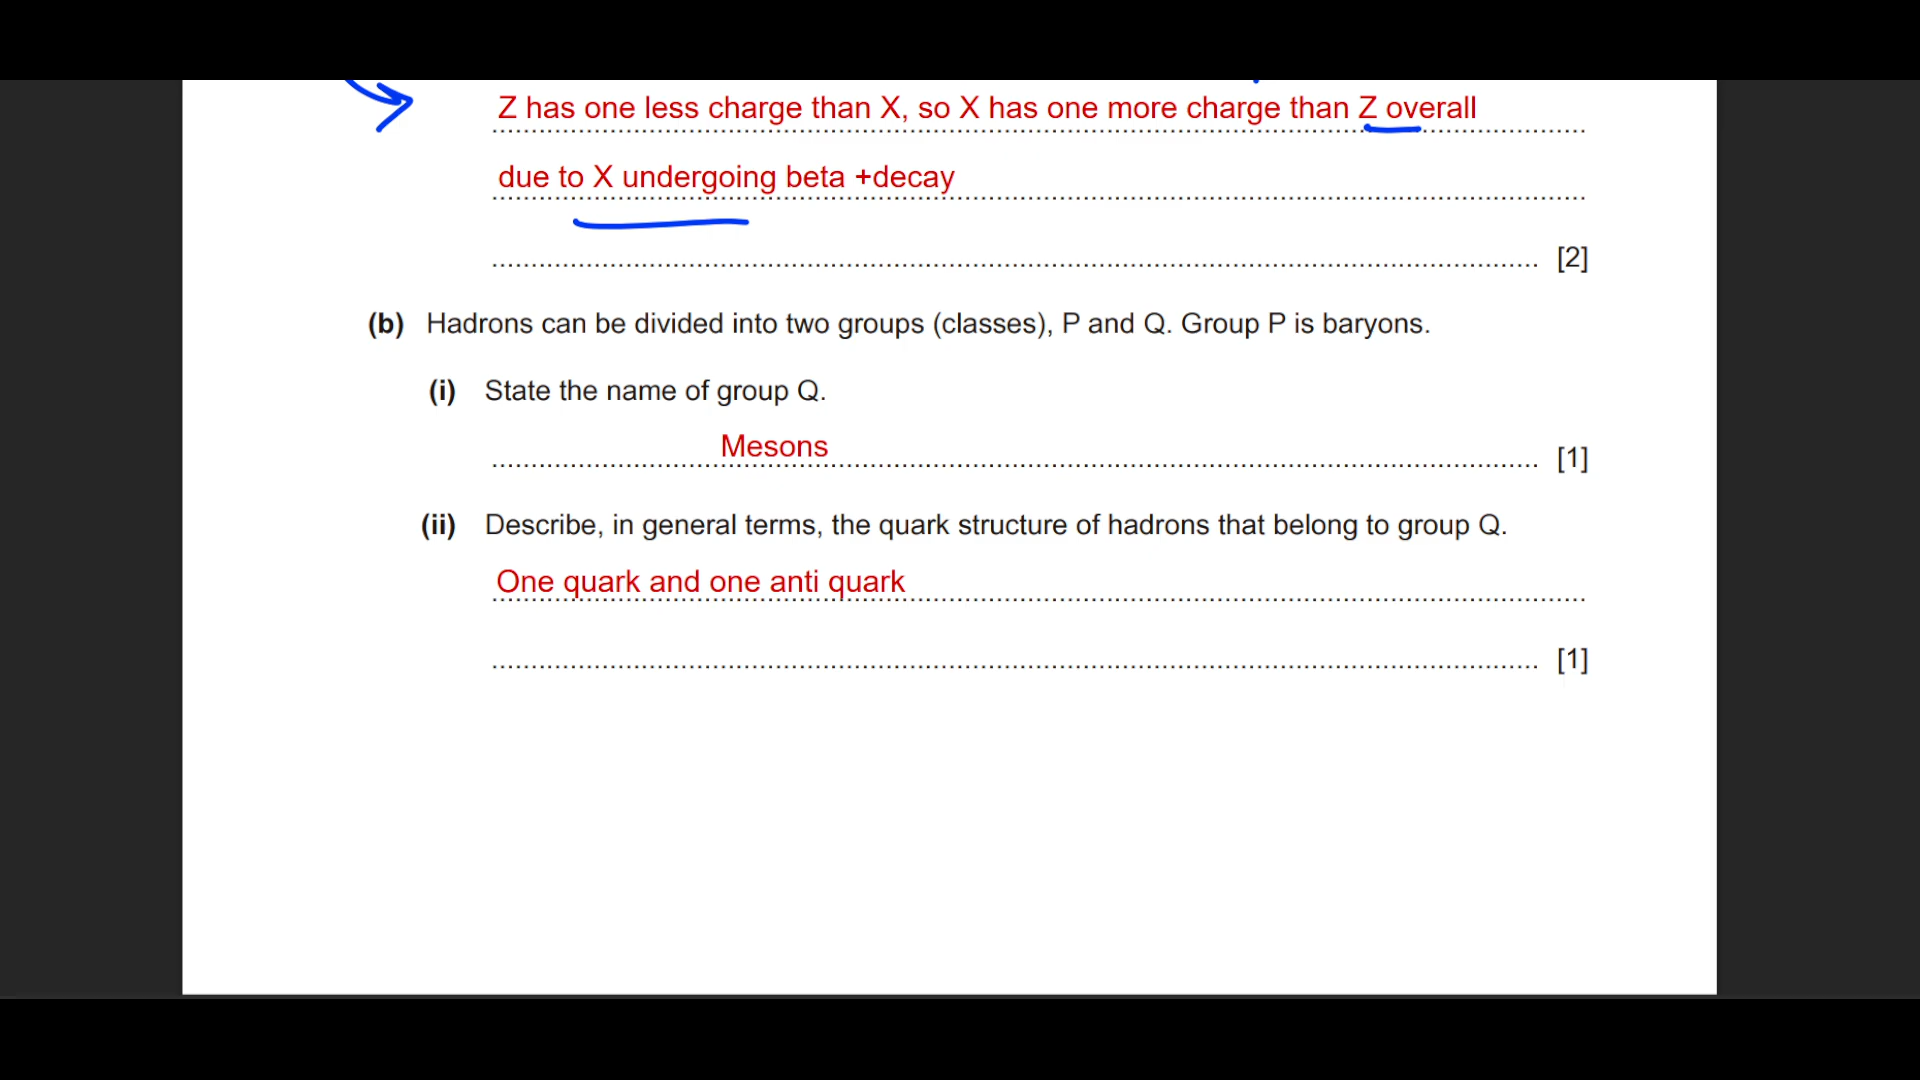 Z has one less charge than X, so X has one more charge than Z overall
due to X undergoing beta +decay
[2]
(b) Hadrons can be divided into two groups (classes), P and Q. Group P is baryons.
(i) State the name of group Q.
Mesons
[1]
(ii) Describe, in general terms, the quark structure of hadrons that belong to group Q.
One quark and one anti quark
[1]